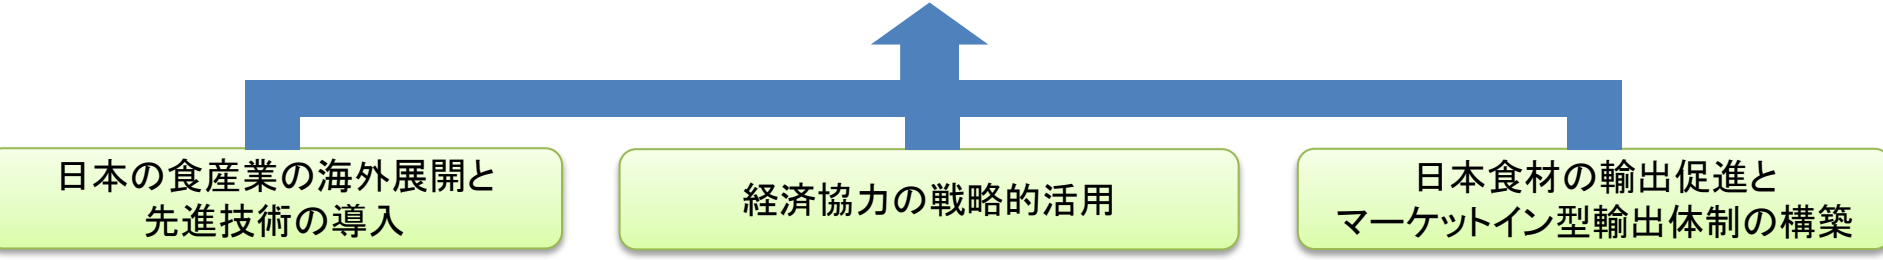 日本の食産業の海外展開と
先進技術の導入
経済協力の戦略的活用
日本食材の輸出促進と
マーケットイン型輸出体制の構築